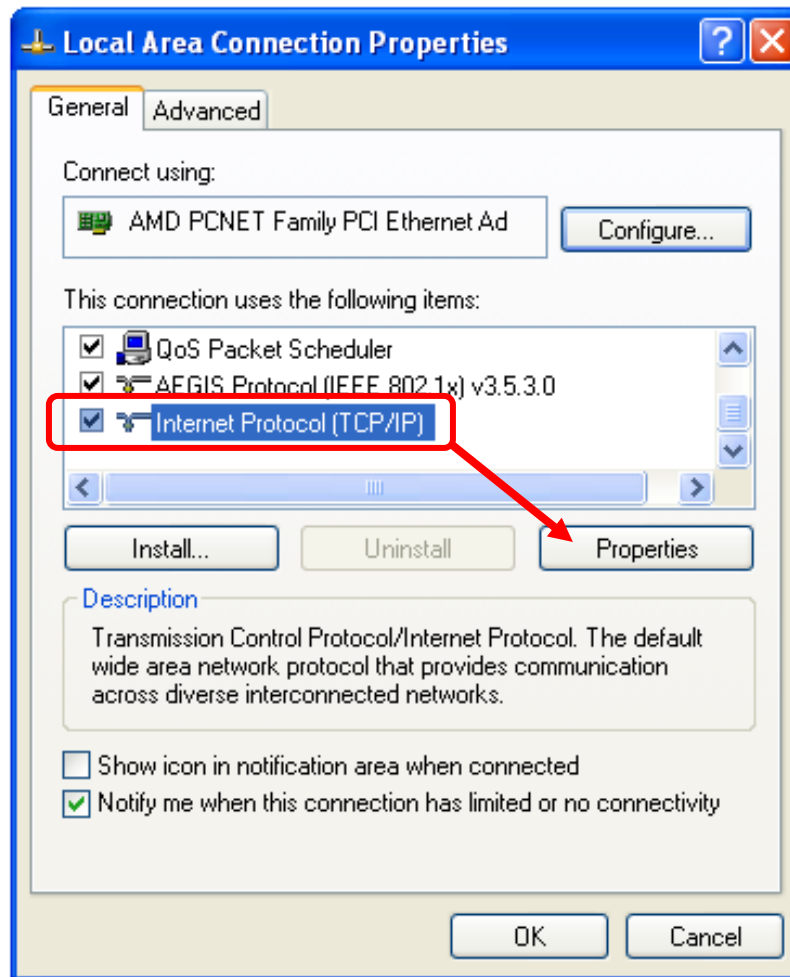 Local Area Connection Properties
General
Advanced
Connect using:
AMD PCNET Family PCI Ethernet Ad
Configure...
This connection uses the following items:
QoS Packet Scheduler
AEGIS Protocol (IEEE 802.1x) v3.5.3.0
Internet Protocol (TCP/IP)
Install...
Uninstall
Properties
Description
Transmission Control Protocol/Internet Protocol. The default
wide area network protocol that provides communication
across diverse interconnected networks.
Show icon in notification area when connected
Notify me when this connection has limited or no connectivity
OK
Cancel